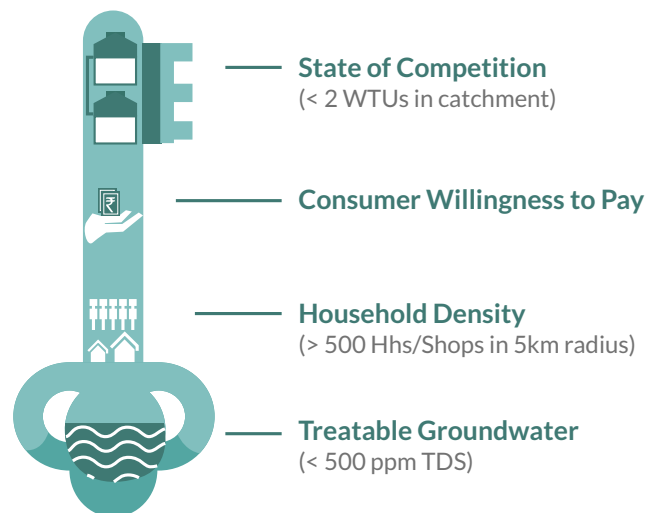 State of Competition
(< 2 WTUs in catchment)
₹
Consumer Willingness to Pay
Household Density
(> 500 Hhs/Shops in 5km radius)
Treatable Groundwater
(< 500 ppm TDS)